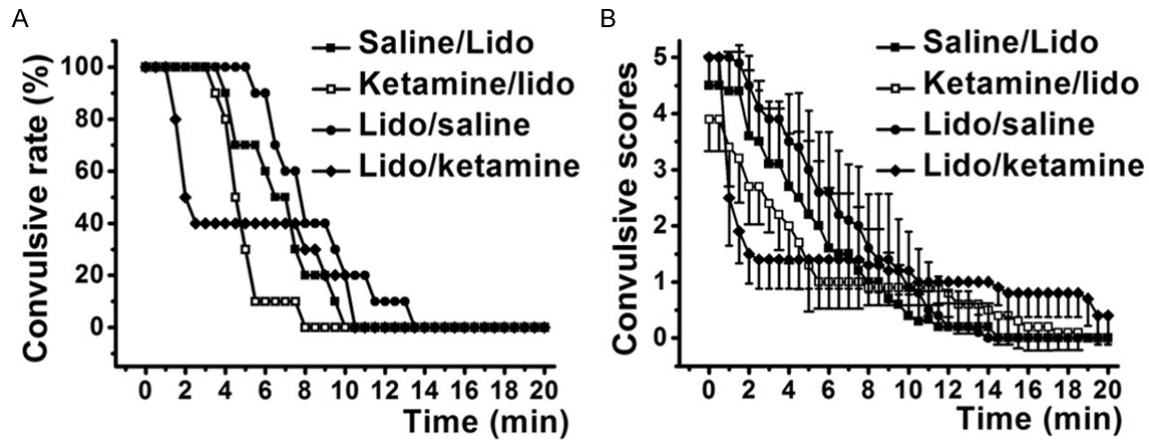 A
Convulsive rate (%)
100
80
60
40
20
0
Saline/Lido
Ketamine/lido
Lido/saline
Lido/ketamine
0 2 4 6 8 10 12 14 16 18 20
Time (min)
B
Convulsive scores
5
4
3
2
1
0
Saline/Lido
Ketamine/lido
Lido/saline
Lido/ketamine
0 2 4 6 8 10 12 14 16 18 20
Time (min)